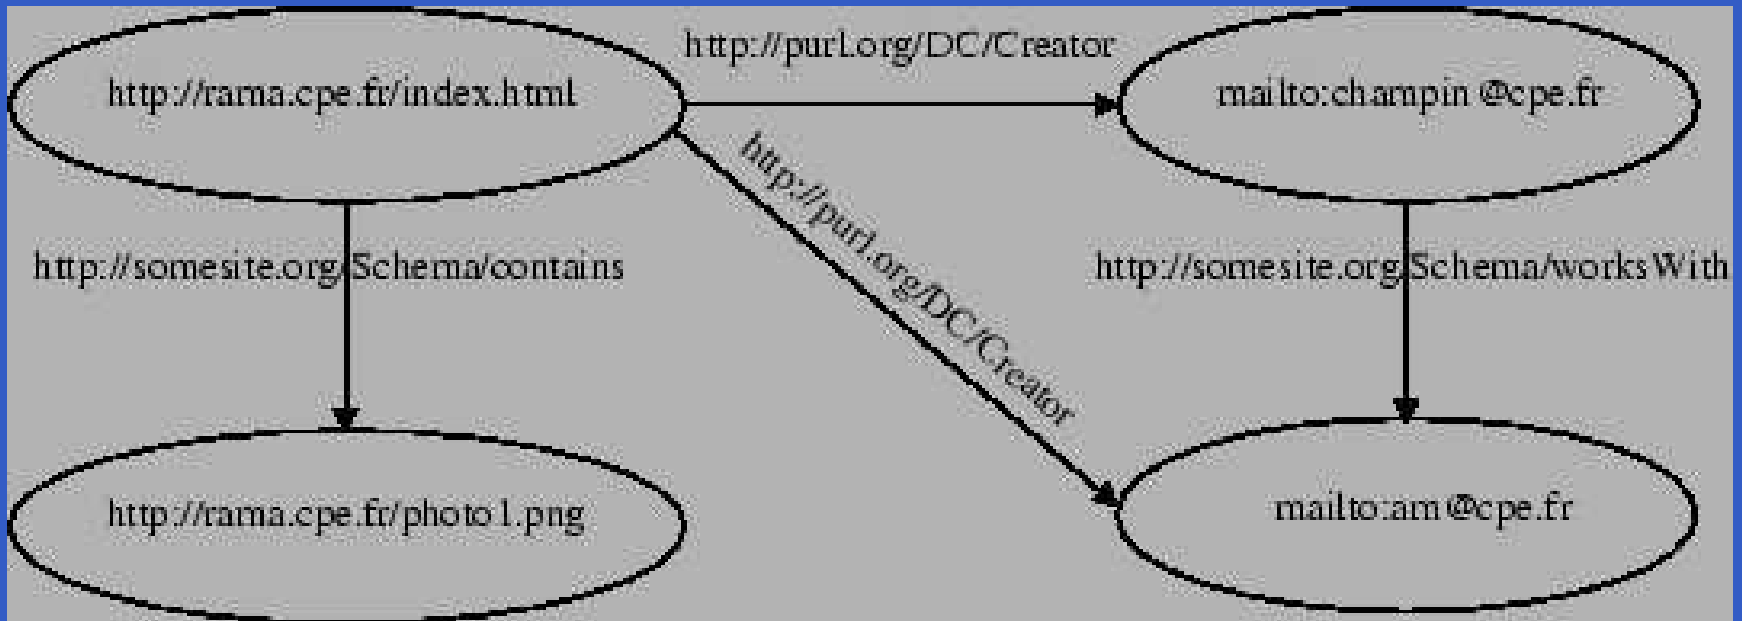 http://purl.org/DC/Creator
http://rama.cpe.fr/index.html
mailto:champin @cpe.fr
http://purl.org/DC/Creator
http://somesite.org/Schema/contains
http://somesite.org/Schema/worksWith
http://rama.cpe.fr/photo1.png
mailto:am@cpe.fr